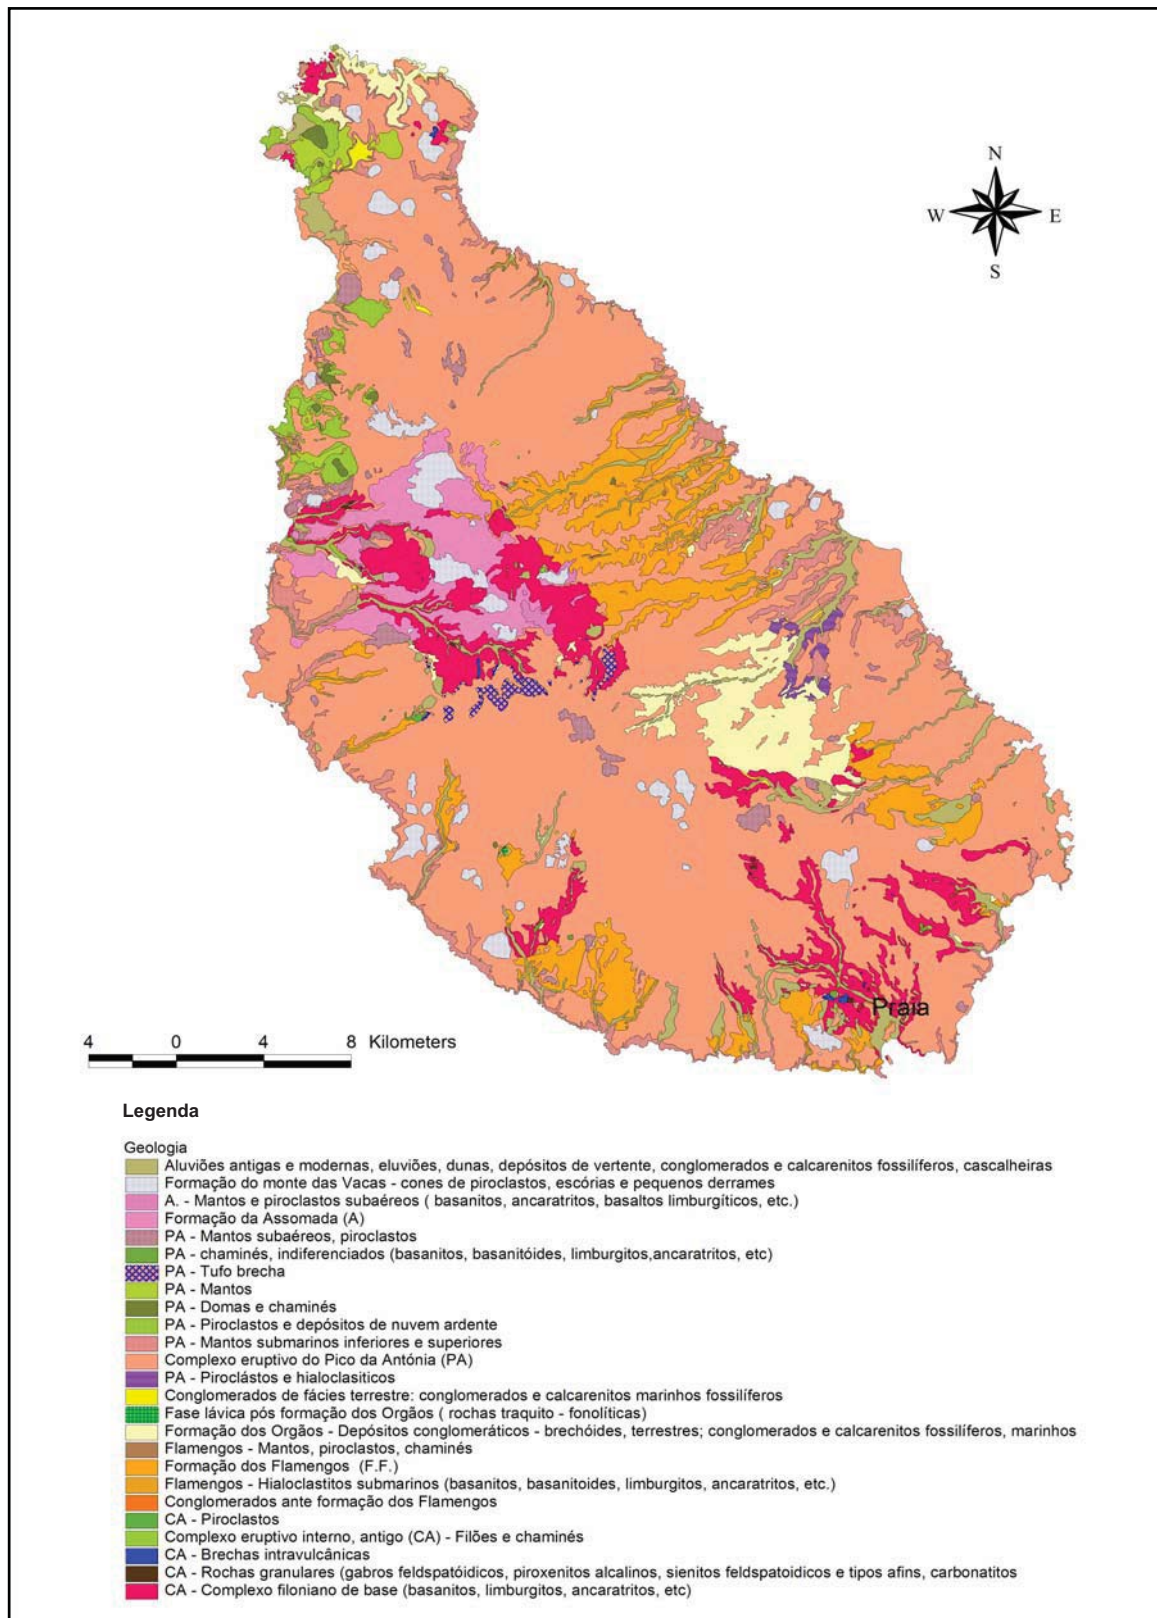 N
W E
S
Praia
4 0 4 8 Kilometers
Legenda
Geologia
Aluviões antigas e modernas, eluviões, dunas, depósitos de vertente, conglomerados e calcarenitos fossilíferos, cascalheiras
Formação do monte das Vacas - cones de piroclastos, escórias e pequenos derrames
A. - Mantos e piroclastos subaéreos ( basanitos, ancaratritos, basaltos limburgíticos, etc.)
Formação da Assomada (A)
PA - Mantos subaéreos, piroclastos
PA - chaminés, indiferenciados (basanitos, basanitóides, limburgitos,ancaratritos, etc)
PA - Tufo brecha
PA - Mantos
PA - Domas e chaminés
PA - Piroclastos e depósitos de nuvem ardente
PA - Mantos submarinos inferiores e superiores
Complexo eruptivo do Pico da Antónia (PA)
PA - Piroclástos e hialoclasiticos
Conglomerados de fácies terrestre: conglomerados e calcarenitos marinhos fossilíferos
Fase lávica pós formação dos Orgãos ( rochas traquito - fonolíticas)
Formação dos Orgãos - Depósitos conglomeráticos - brechóides, terrestres; conglomerados e calcarenitos fossilíferos, marinhos
Flamengos - Mantos, piroclastos, chaminés
Formação dos Flamengos (F.F.)
Flamengos - Hialoclastitos submarinos (basanitos, basanitoides, limburgitos, ancaratritos, etc.)
Conglomerados ante formação dos Flamengos
CA - Piroclastos
Complexo eruptivo interno, antigo (CA) - Filões e chaminés
CA - Brechas intravulcânicas
CA - Rochas granulares (gabros feldspatóidicos, piroxenitos alcalinos, sienitos feldspatoidicos e tipos afins, carbonatitos
CA - Complexo filoniano de base (basanitos, limburgitos, ancaratritos, etc)